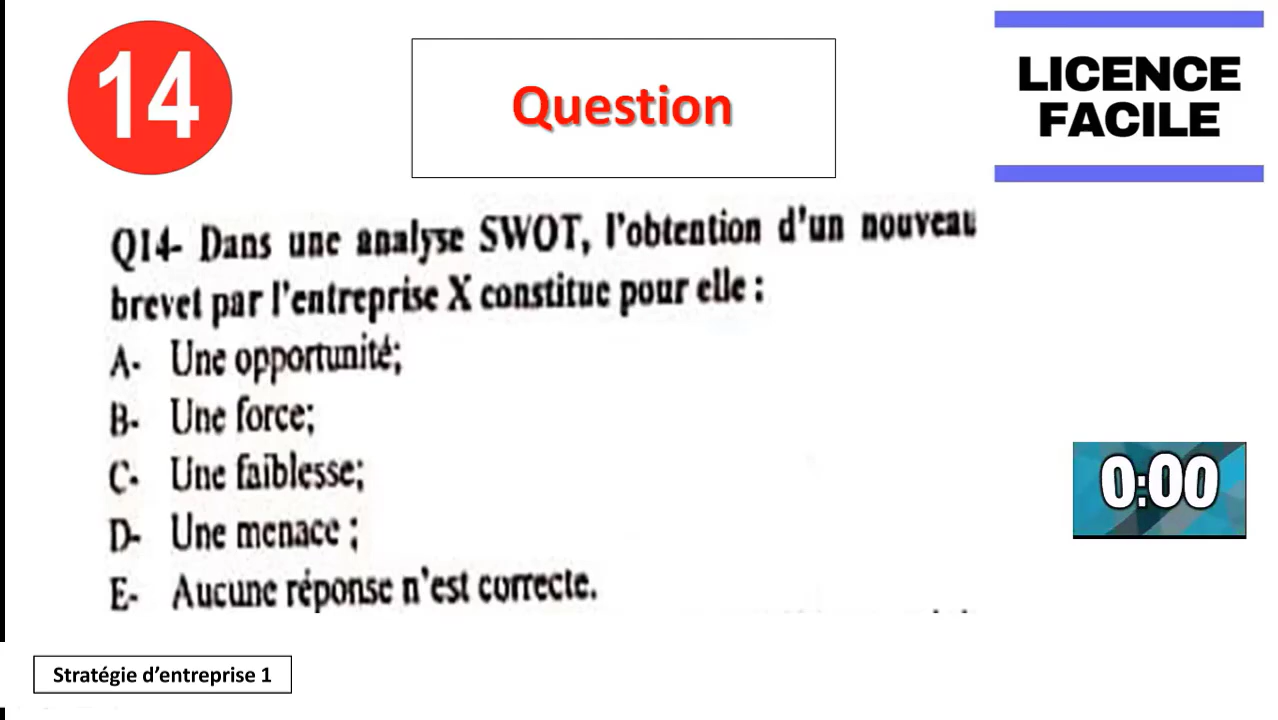 14
Question
LICENCE
FACILE
Q14- Dans une analyse SWOT, l'obtention d'un nouveau
brevet par l'entreprise X constitue pour elle :
A- Une opportunité;
B- Une force;
C- Une faiblesse;
D- Une menace ;
E- Aucune réponse n'est correcte.
0:00
Stratégie d'entreprise 1